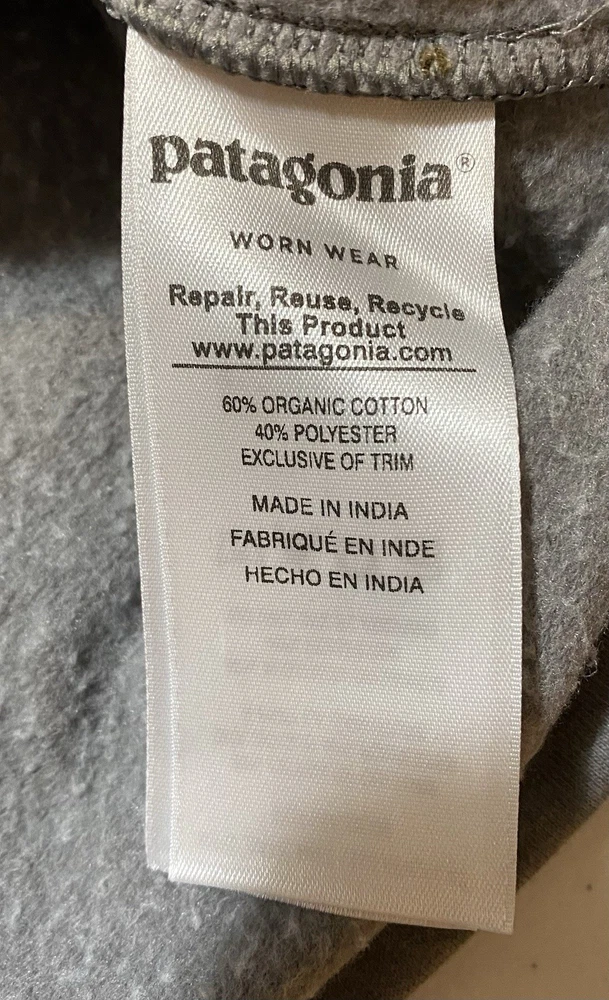 patagonia®
WORN WEAR
Repair, Reuse, Recycle
This Product
www.patagonia.com
60% ORGANIC COTTON
40% POLYESTER
EXCLUSIVE OF TRIM
MADE IN INDIA
FABRIQUÉ EN INDE
HECHO EN INDIA